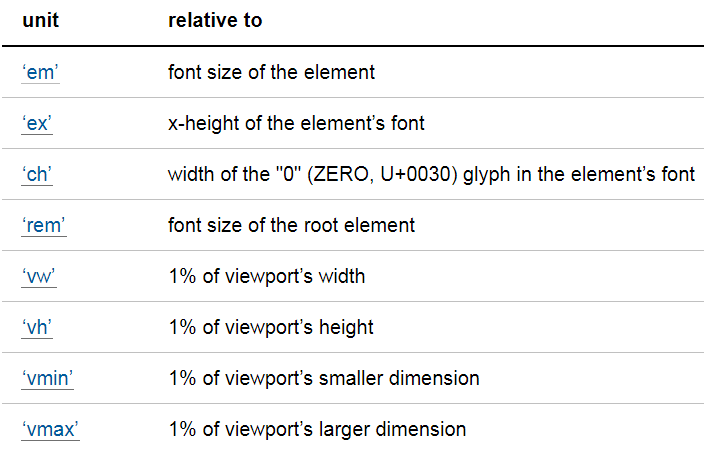 unit relative to
‘em’ font size of the element
‘ex’ x-height of the element’s font
‘ch’ width of the "0" (ZERO, U+0030) glyph in the element’s font
‘rem’ font size of the root element
‘vw’ 1% of viewport’s width
‘vh’ 1% of viewport’s height
‘vmin’ 1% of viewport’s smaller dimension
‘vmax’ 1% of viewport’s larger dimension